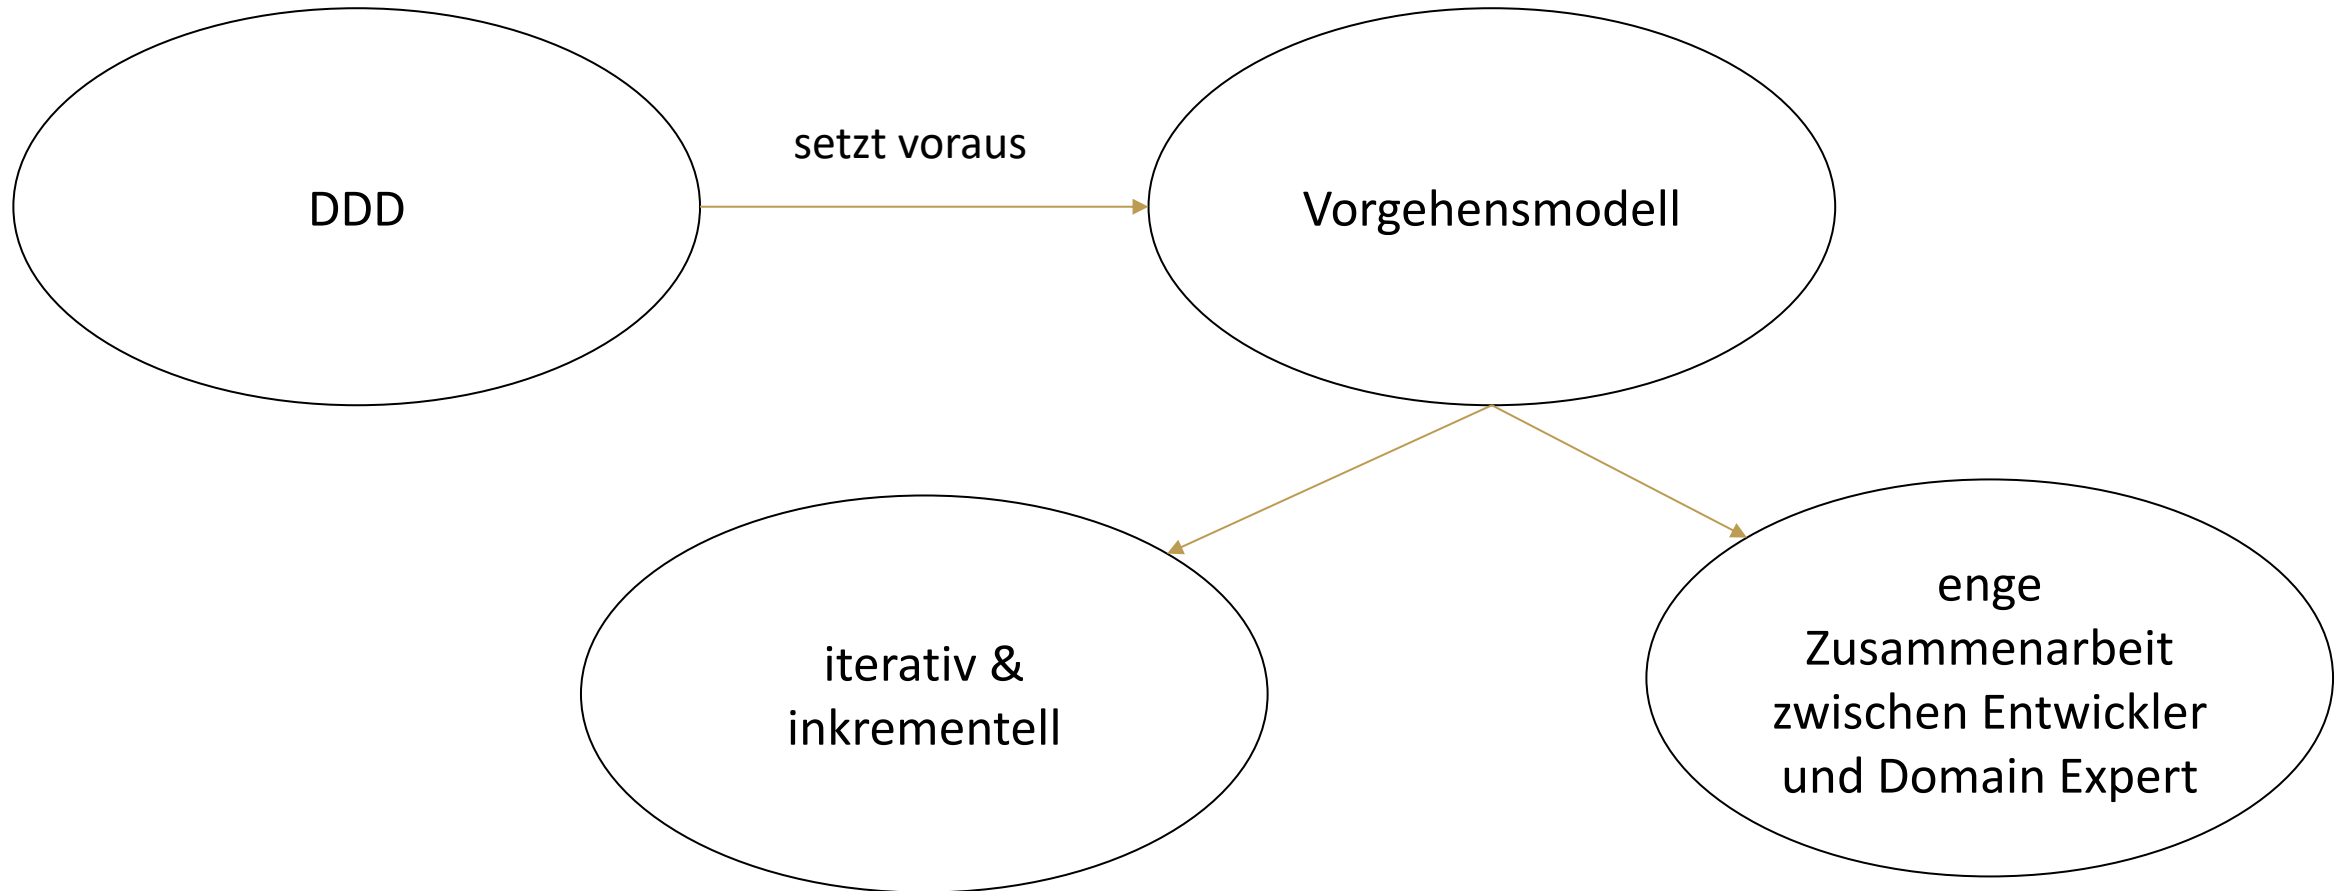 DDD
setzt voraus
Vorgehensmodell
iterativ &
inkrementell
enge
Zusammenarbeit
zwischen Entwickler
und Domain Expert